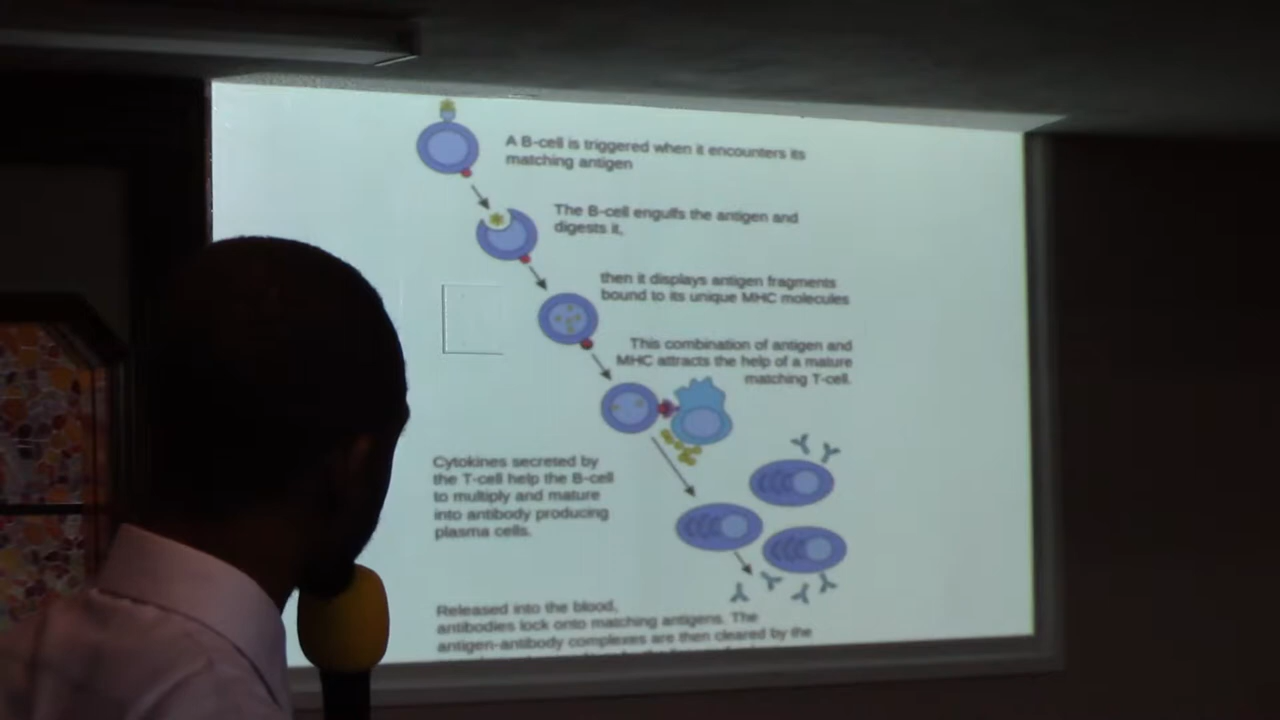 A B-cell is triggered when it encounters its
matching antigen
The B-cell engulfs the antigen and
digests it,
then it displays antigen fragments
bound to its unique MHC molecules
This combination of antigen and
MHC attracts the help of a mature
matching T-cell.
Cytokines secreted by
the T-cell help the B-cell
to multiply and mature
into antibody producing
plasma cells.
Released into the blood,
antibodies lock onto matching antigens. The
antigen-antibody complexes are then cleared by the